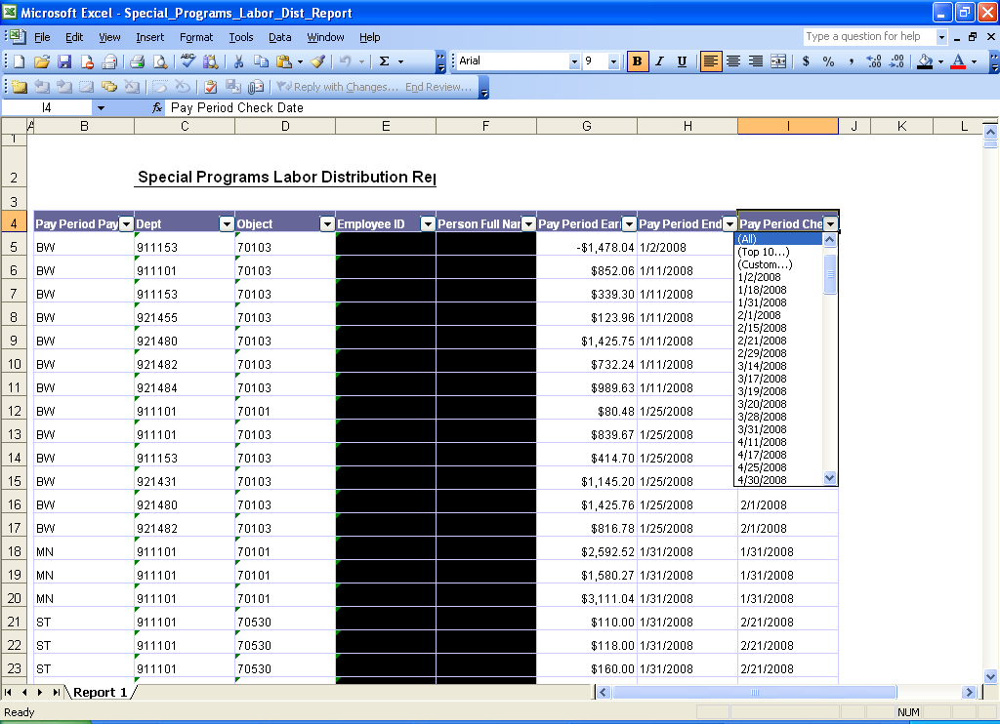 Microsoft Excel - Special_Programs_Labor_Dist_Report
File Edit View Insert Format Tools Data Window Help Type a question for help
Arial 9 B I U $ % ,
Reply with Changes... End Review...
I4 fx Pay Period Check Date
A B C D E F G H I J K L
1
2 Special Programs Labor Distribution Rep
3
4 Pay Period Pay Dept Object Employee ID Person Full Nar Pay Period Ear Pay Period End Pay Period Che
(All)
(Top 10...)
(Custom...)
1/2/2008
1/18/2008
1/31/2008
2/1/2008
2/15/2008
2/21/2008
2/29/2008
3/14/2008
3/17/2008
3/19/2008
3/20/2008
3/28/2008
3/31/2008
4/11/2008
4/17/2008
4/25/2008
4/30/2008
5 BW 911153 70103 -$1,478.04 1/2/2008
6 BW 911101 70103 $852.06 1/11/2008
7 BW 911153 70103 $339.30 1/11/2008
8 BW 921455 70103 $123.96 1/11/2008
9 BW 921480 70103 $1,425.75 1/11/2008
10 BW 921482 70103 $732.24 1/11/2008
11 BW 921484 70103 $989.63 1/11/2008
12 BW 911101 70101 $80.48 1/25/2008
13 BW 911101 70103 $839.67 1/25/2008
14 BW 911153 70103 $414.70 1/25/2008
15 BW 921431 70103 $1,145.20 1/25/2008
16 BW 921480 70103 $1,425.76 1/25/2008 2/1/2008
17 BW 921482 70103 $816.78 1/25/2008 2/1/2008
18 MN 911101 70101 $2,592.52 1/31/2008 1/31/2008
19 MN 911101 70101 $1,580.27 1/31/2008 1/31/2008
20 MN 911101 70101 $3,111.04 1/31/2008 1/31/2008
21 ST 911101 70530 $110.00 1/31/2008 2/21/2008
22 ST 911101 70530 $118.00 1/31/2008 2/21/2008
23 ST 911101 70530 $160.00 1/31/2008 2/21/2008
Report 1
Ready NUM